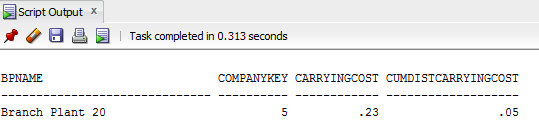 Script Output ×
Task completed in 0.313 seconds
BPNAME COMPANYKEY CARRYINGCOST CUMDISTCARRYINGCOST
------------------------------ ---------- ------------ -------------------
Branch Plant 20 5 .23 .05